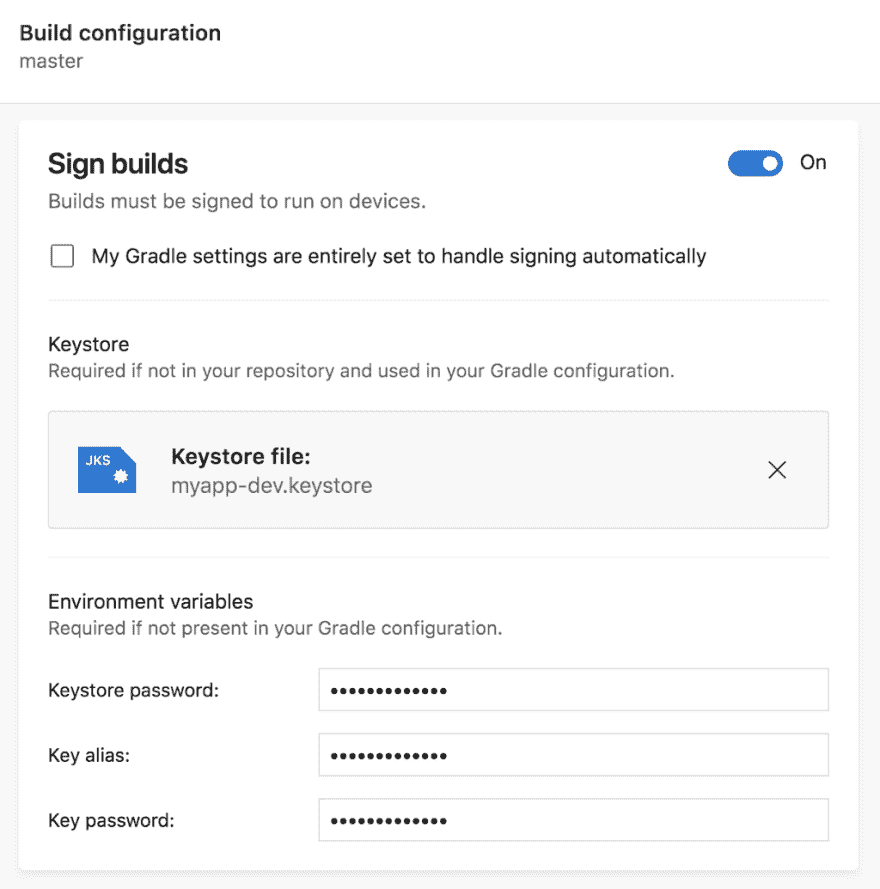 Build configuration
master
Sign builds
On
Builds must be signed to run on devices.
My Gradle settings are entirely set to handle signing automatically
Keystore
Required if not in your repository and used in your Gradle configuration.
JKS
Keystore file:
myapp-dev.keystore
Environment variables
Required if not present in your Gradle configuration.
Keystore password: •••••••••••••
Key alias: •••••••••••••
Key password: •••••••••••••